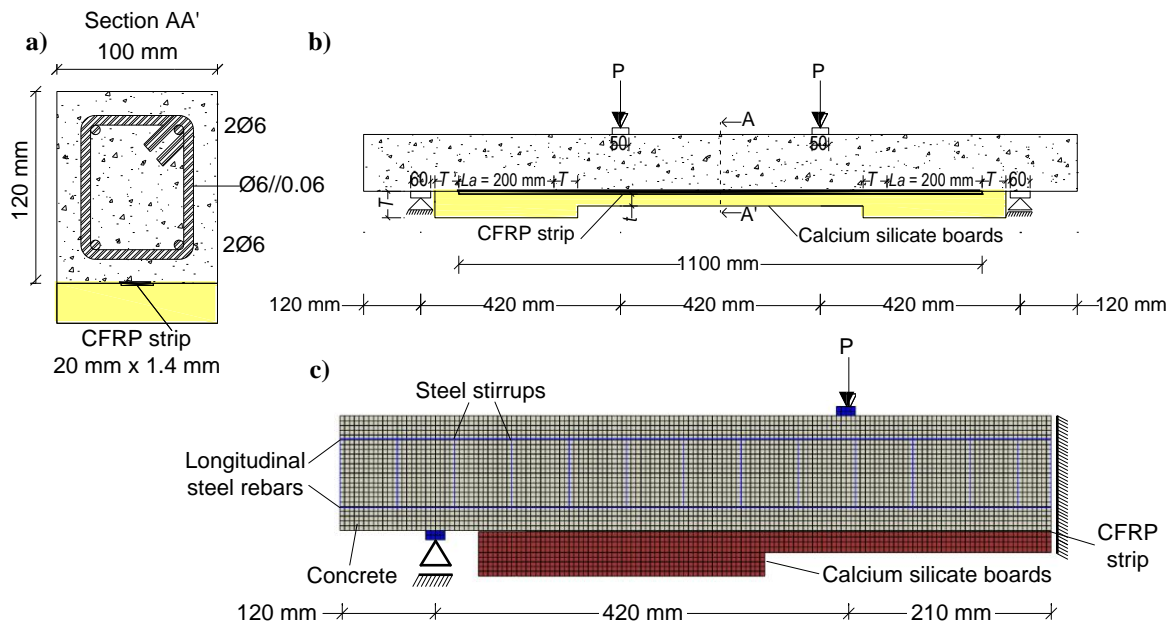 Section AA'
a)
100 mm
120 mm
2Ø6
Ø6//0.06
2Ø6
CFRP strip
20 mm x 1.4 mm
b)
P
P
A
50
50
60
T
La = 200 mm
T
T
La = 200 mm
T
60
T
t
A'
CFRP strip
Calcium silicate boards
1100 mm
120 mm
420 mm
420 mm
420 mm
120 mm
c)
P
Steel stirrups
Longitudinal
steel rebars
Concrete
CFRP
strip
Calcium silicate boards
120 mm
420 mm
210 mm